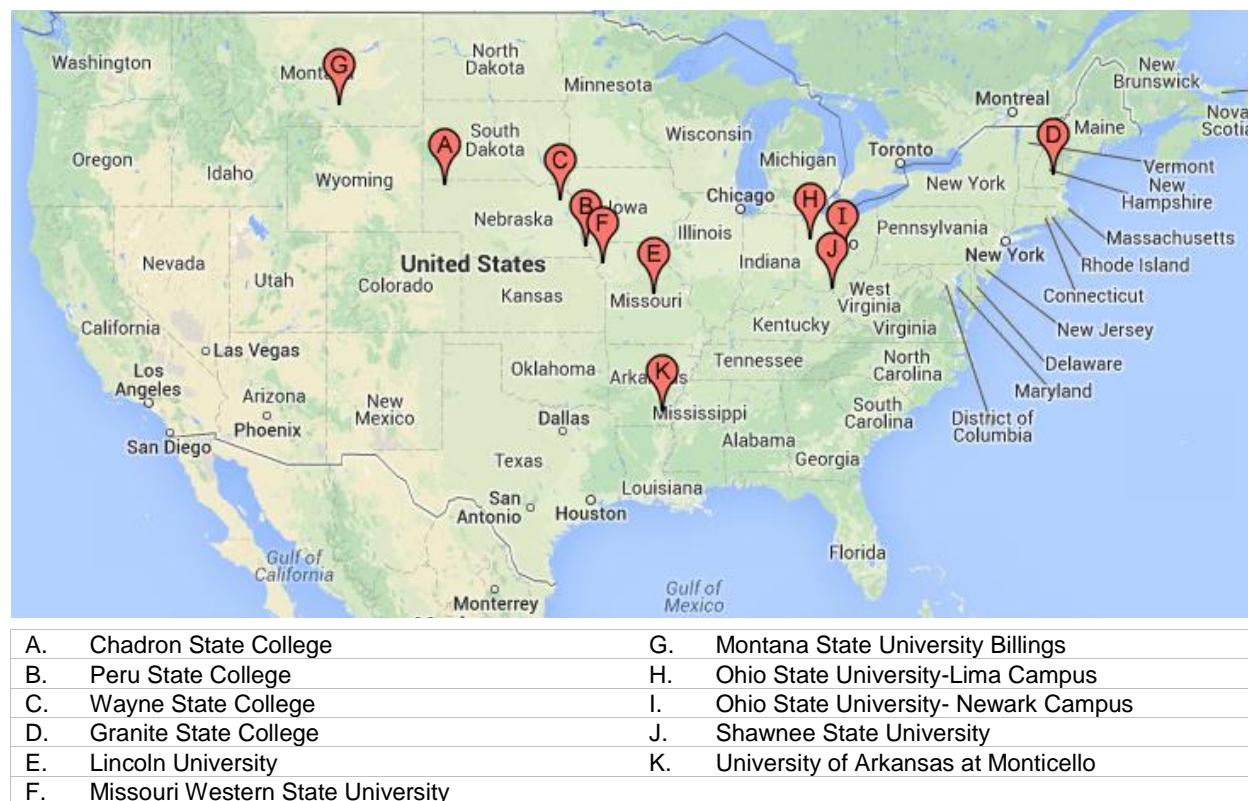 Washington
Montana
G
North
Dakota
Minnesota
New
Brunswick
Montreal
Nova
Scotia
Maine
D
Oregon
Idaho
A
South
Dakota
C
Wisconsin
Michigan
Toronto
Vermont
New
Hampshire
Wyoming
Nebraska
B
F
Iowa
Chicago
H
I
J
New York
Pennsylvania
Massachusetts
New York
Rhode Island
Connecticut
Nevada
Utah
United States
Colorado
Kansas
E
Missouri
Illinois
Indiana
West
Virginia
Kentucky
Virginia
New Jersey
California
Las Vegas
Delaware
Maryland
Los
Angeles
Arizona
Phoenix
New
Mexico
Oklahoma
Arkansas
K
Tennessee
North
Carolina
South
Carolina
District of
Columbia
San Diego
Dallas
Mississippi
Alabama
Georgia
Texas
Louisiana
San
Antonio
Houston
Florida
Gulf of
California
Gulf of
Mexico
Monterrey
A. Chadron State College G. Montana State University Billings
B. Peru State College H. Ohio State University-Lima Campus
C. Wayne State College I. Ohio State University- Newark Campus
D. Granite State College J. Shawnee State University
E. Lincoln University K. University of Arkansas at Monticello
F. Missouri Western State University